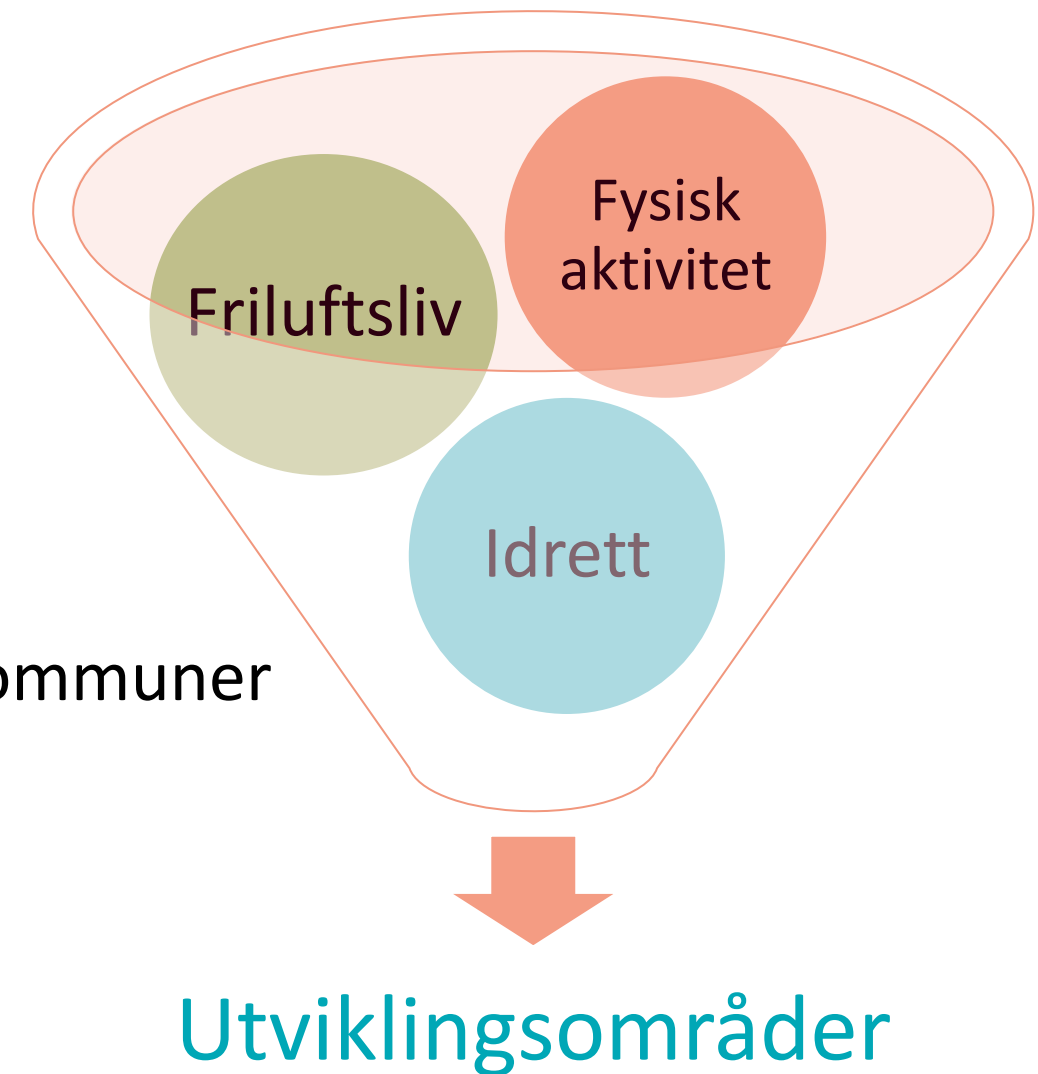 Fysisk
aktivitet
Friluftsliv
Idrett
ommuner
Utviklingsområder